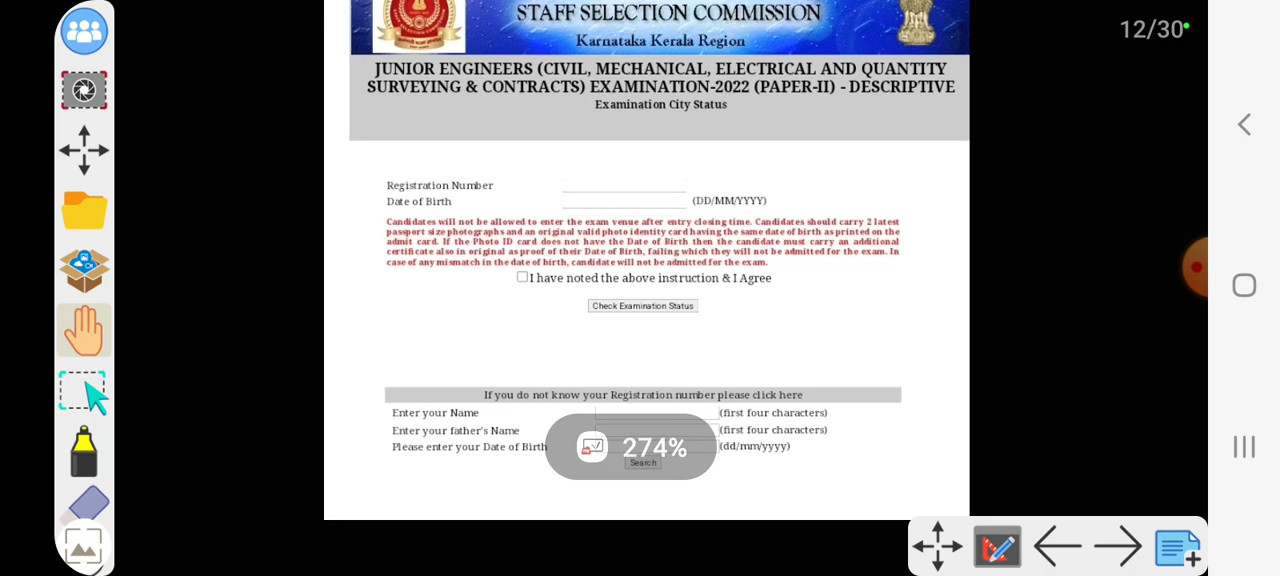 12/30
STAFF SELECTION COMMISSION
Karnataka Kerala Region
JUNIOR ENGINEERS (CIVIL, MECHANICAL, ELECTRICAL AND QUANTITY
SURVEYING & CONTRACTS) EXAMINATION-2022 (PAPER-II) - DESCRIPTIVE
Examination City Status
Registration Number
Date of Birth (DD/MM/YYYY)
Candidates will not be allowed to enter the exam venue after entry closing time. Candidates should carry 2 latest
passport size photographs and an original valid photo identity card having the same date of birth as printed on the
admit card. If the Photo ID card does not have the Date of Birth then the candidate must carry an additional
certificate also in original as proof of their Date of Birth, failing which they will not be admitted for the exam. In
case of any mismatch in the date of birth, candidate will not be admitted for the exam.
I have noted the above instruction & I Agree
Check Examination Status
If you do not know your Registration number please click here
Enter your Name (first four characters)
Enter your father's Name (first four characters)
Please enter your Date of Birth (dd/mm/yyyy)
274%
Search